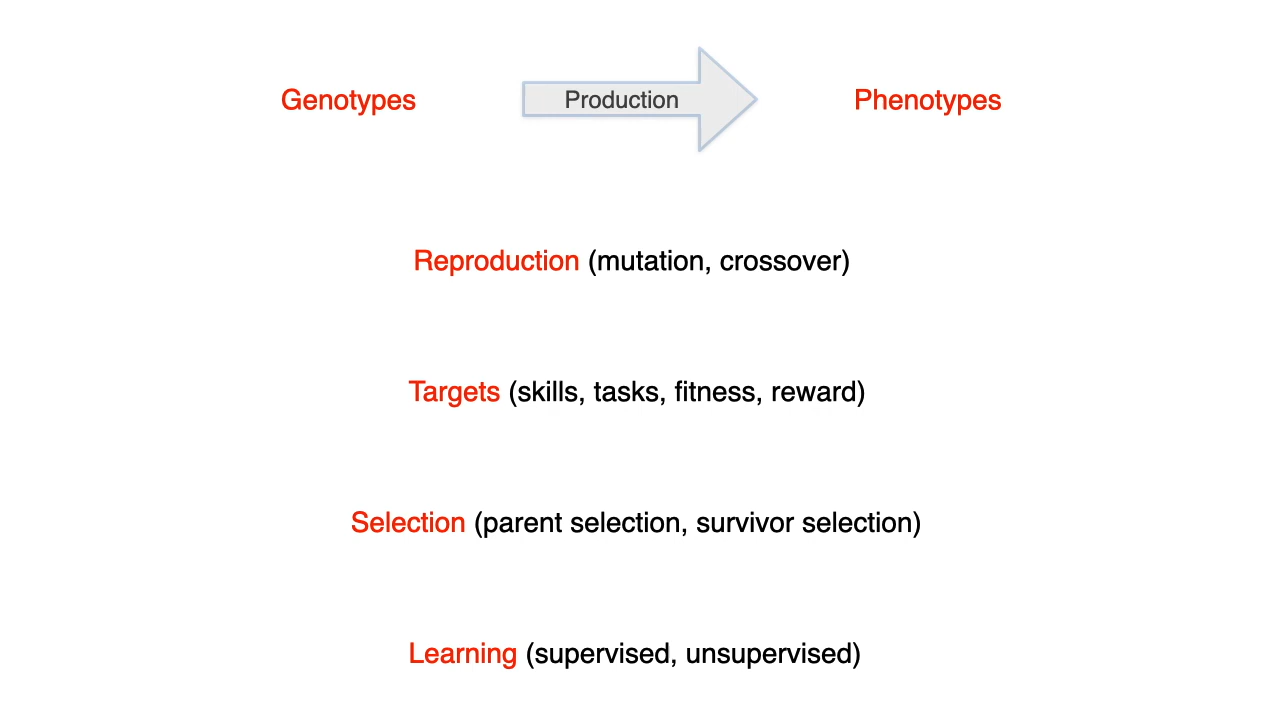 Genotypes Production Phenotypes
Reproduction (mutation, crossover)
Targets (skills, tasks, fitness, reward)
Selection (parent selection, survivor selection)
Learning (supervised, unsupervised)